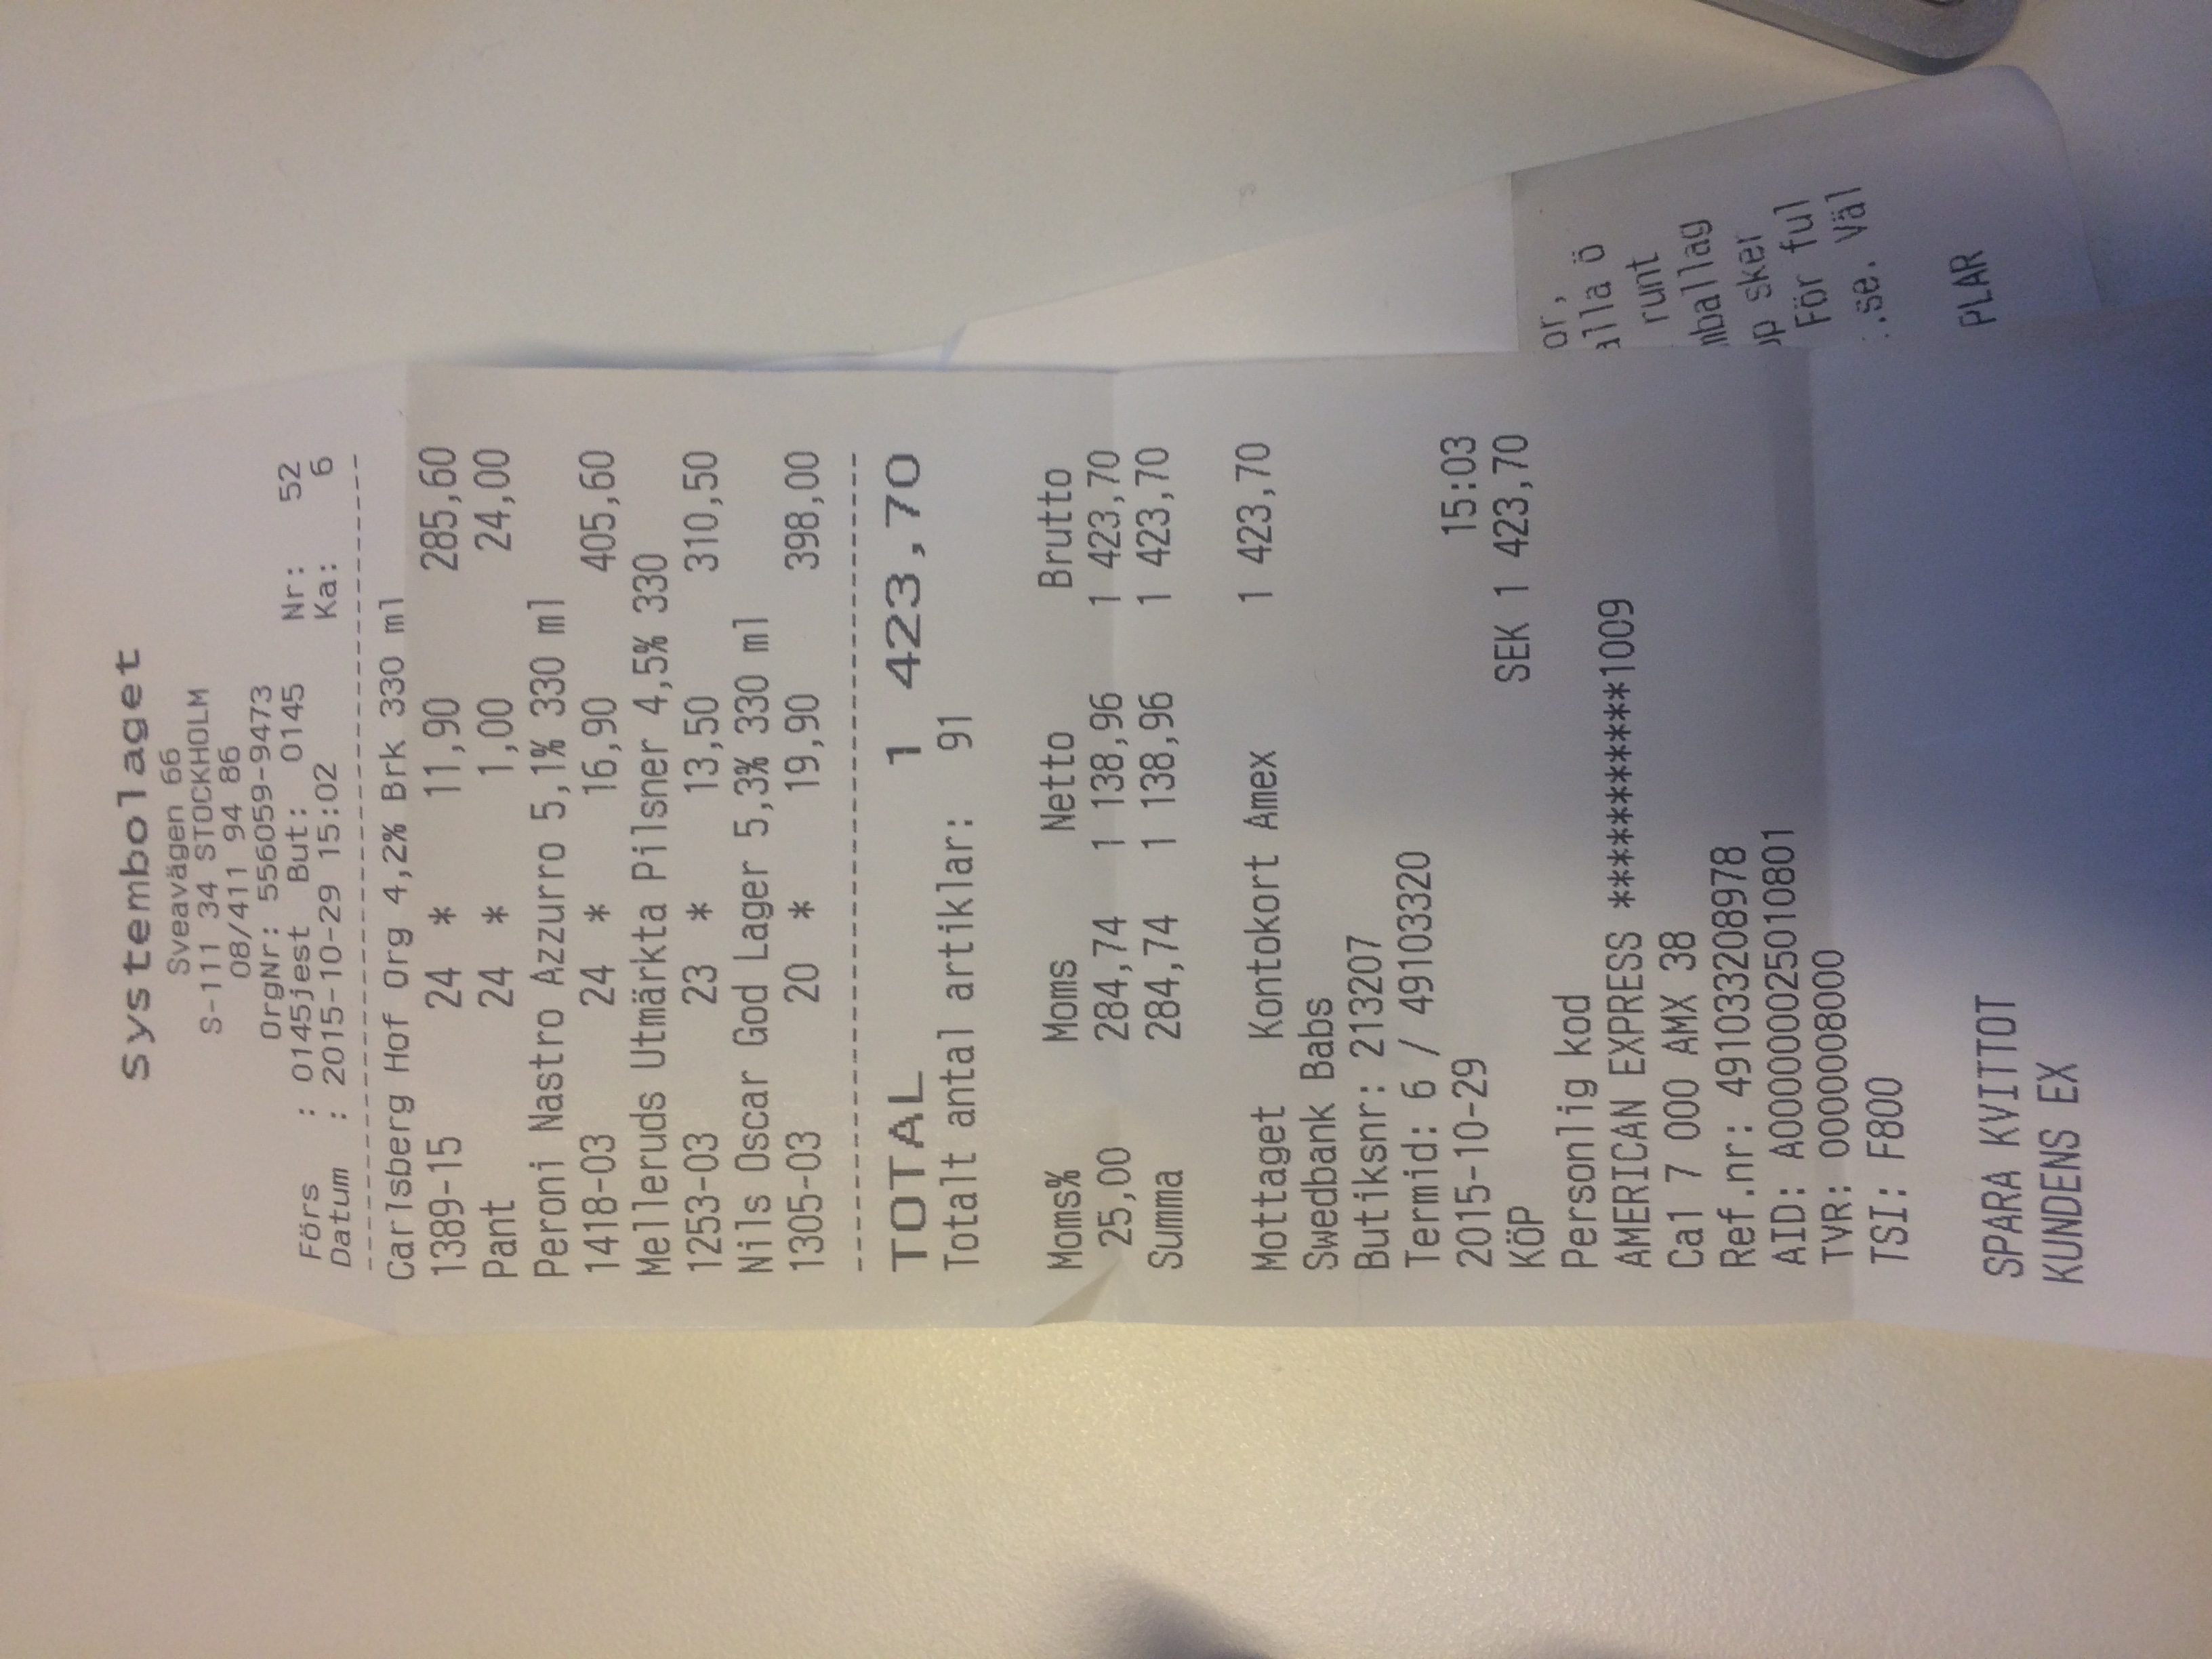 Systembolaget
Sveavägen 66
S-111 34 STOCKHOLM
08/411 94 86
OrgNr: 556059-9473
Förs : 0145jest But: 0145 Nr: 52
Datum : 2015-10-29 15:02 Ka: 6
Carlsberg Hof Org 4,2% Brk 330 ml
1389-15 24 * 11,90 285,60
Pant 24 * 1,00 24,00
Peroni Nastro Azzurro 5,1% 330 ml
1418-03 24 * 16,90 405,60
Melleruds Utmärkta Pilsner 4,5% 330
1253-03 23 * 13,50 310,50
Nils Oscar God Lager 5,3% 330 ml
1305-03 20 * 19,90 398,00
TOTAL 1 423,70
Totalt antal artiklar: 91
Moms% Moms Netto Brutto
25,00 284,74 1 138,96 1 423,70
Summa 284,74 1 138,96 1 423,70
Mottaget Kontokort Amex 1 423,70
Swedbank Babs
Butiksnr: 213207
Termid: 6 / 49103320
2015-10-29 15:03
KÖP SEK 1 423,70
Personlig kod
AMERICAN EXPRESS ***********1009
Ca1 7 000 AMX 38
Ref.nr: 491033208978
AID: A000000025010801
TVR: 0000008000
TSI: F800
SPARA KVITTOT
KUNDENS EX
or,
alla ö
runt
mballag
sker
För ful
.se. Väl
PLAR